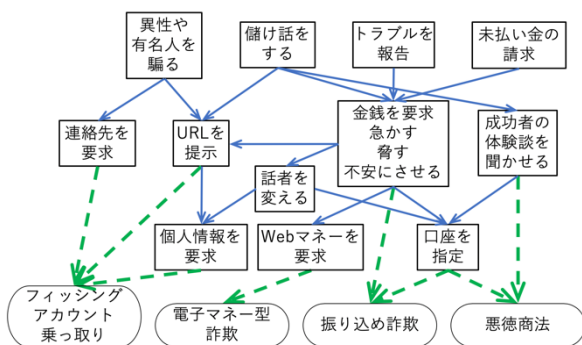 異性や
有名人を
騙る
儲け話を
する
トラブルを
報告
未払い金の
請求
連絡先を
要求
URLを
提示
金銭を要求
急かす
脅す
不安にさせる
成功者の
体験談を
聞かせる
話者を
変える
個人情報を
要求
Webマネーを
要求
口座を
指定
フィッシング
アカウント
乗っ取り
電子マネー型
詐欺
振り込め詐欺
悪徳商法